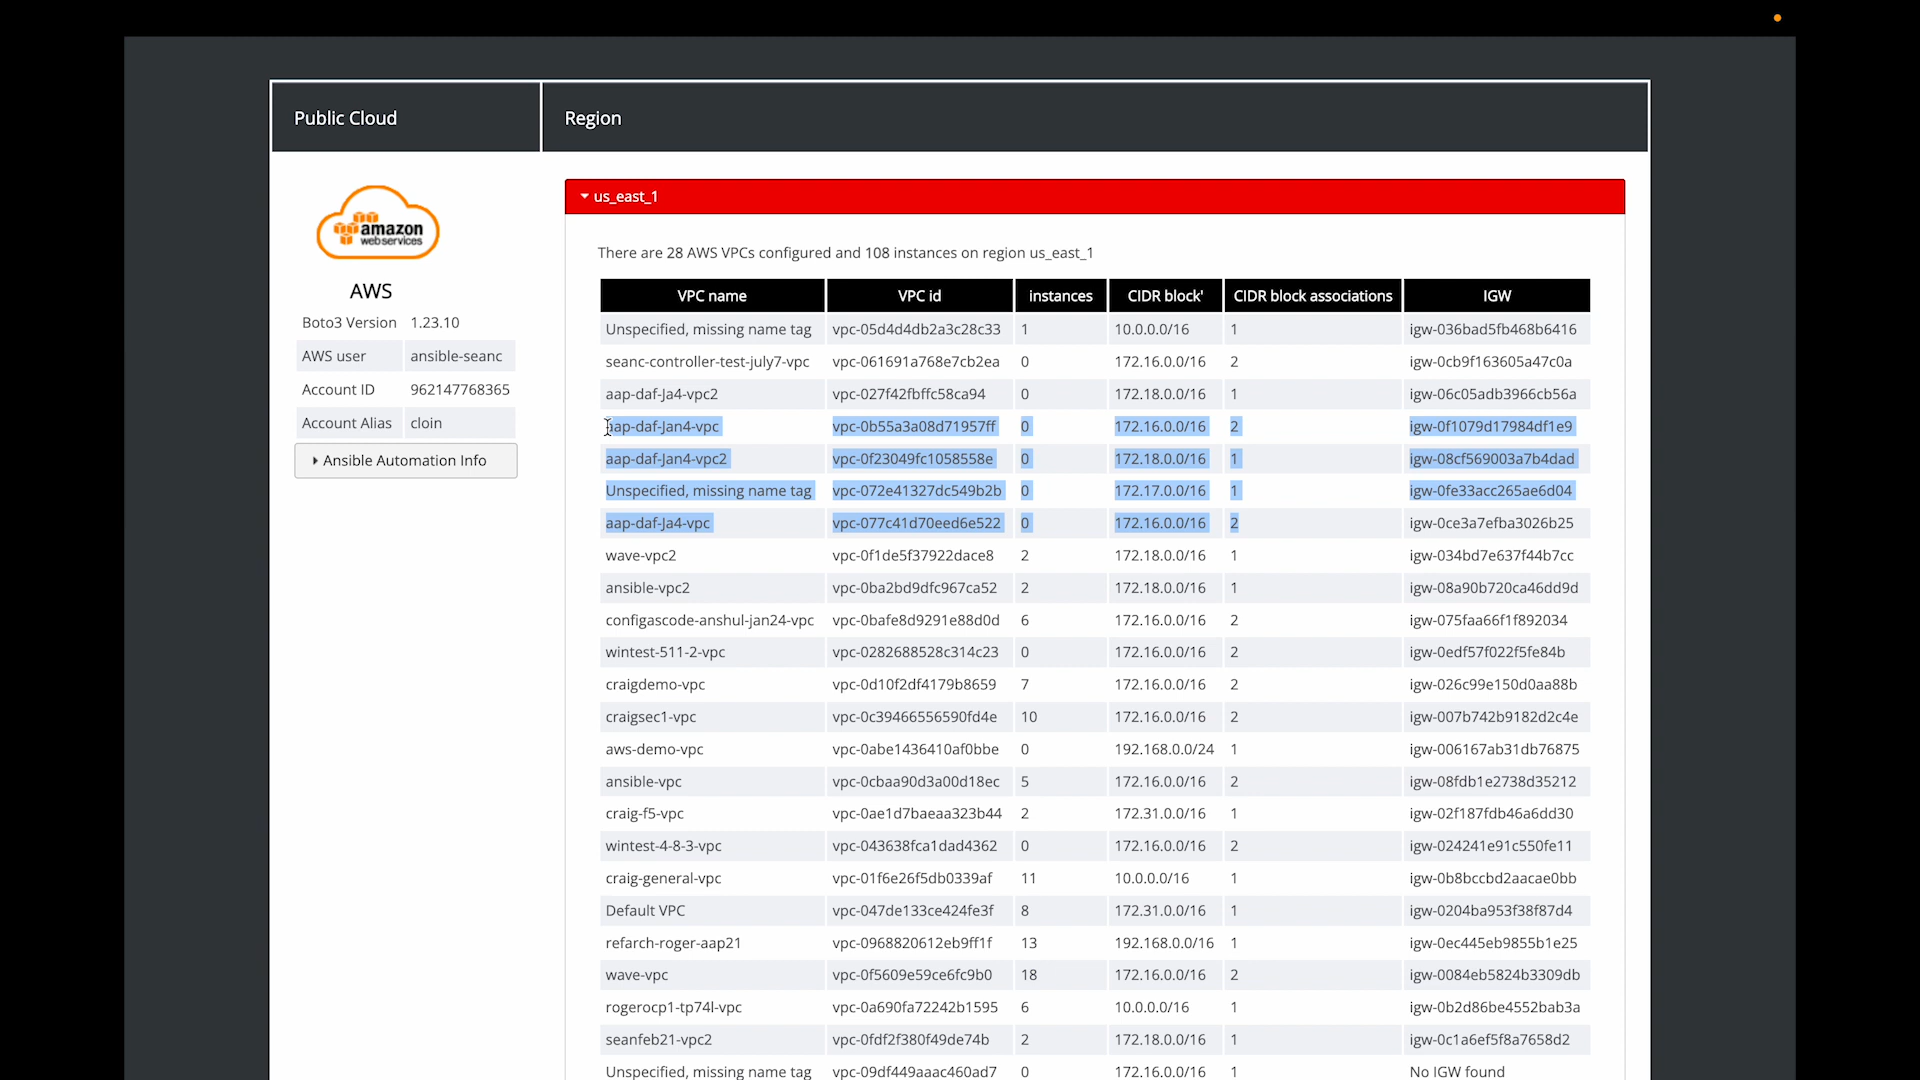 Public Cloud
Region
amazon
webservices
AWS
Boto3 Version 1.23.10
AWS user ansible-seanc
Account ID 962147768365
Account Alias cloin
Ansible Automation Info
us_east_1
There are 28 AWS VPCs configured and 108 instances on region us_east_1
VPC name VPC id instances CIDR block' CIDR block associations IGW
Unspecified, missing name tag vpc-05d4d4db2a3c28c33 1 10.0.0.0/16 1 igw-036bad5fb468b6416
seanc-controller-test-july7-vpc vpc-061691a768e7cb2ea 0 172.16.0.0/16 2 igw-0cb9f163605a47c0a
aap-daf-Ja4-vpc2 vpc-027f42fbffc58ca94 0 172.18.0.0/16 1 igw-06c05adb3966cb56a
aap-daf-Jan4-vpc vpc-0b55a3a08d71957ff 0 172.16.0.0/16 2 igw-0f1079d17984df1e9
aap-daf-Jan4-vpc2 vpc-0f23049fc1058558e 0 172.18.0.0/16 1 igw-08cf569003a7b4dad
Unspecified, missing name tag vpc-072e41327dc549b2b 0 172.17.0.0/16 1 igw-0fe33acc265ae6d04
aap-daf-Ja4-vpc vpc-077c41d70eed6e522 0 172.16.0.0/16 2 igw-0ce3a7efba3026b25
wave-vpc2 vpc-0f1de5f37922dace8 2 172.18.0.0/16 1 igw-034bd7e637f44b7cc
ansible-vpc2 vpc-0ba2bd9dfc967ca52 2 172.18.0.0/16 1 igw-08a90b720ca46dd9d
configascode-anshul-jan24-vpc vpc-0bafe8d9291e88d0d 6 172.16.0.0/16 2 igw-075faa66f1f892034
wintest-511-2-vpc vpc-0282688528c314c23 0 172.16.0.0/16 2 igw-0edf57f022f5fe84b
craigdemo-vpc vpc-0d10f2df4179b8659 7 172.16.0.0/16 2 igw-026c99e150d0aa88b
craigsec1-vpc vpc-0c39466556590fd4e 10 172.16.0.0/16 2 igw-007b742b9182d2c4e
aws-demo-vpc vpc-0abe1436410af0bbe 0 192.168.0.0/24 1 igw-006167ab31db76875
ansible-vpc vpc-0cbaa90d3a00d18ec 5 172.16.0.0/16 2 igw-08fdb1e2738d35212
craig-f5-vpc vpc-0ae1d7baeaa323b44 2 172.31.0.0/16 1 igw-02f187fdb46a6dd30
wintest-4-8-3-vpc vpc-043638fca1dad4362 0 172.16.0.0/16 2 igw-024241e91c550fe11
craig-general-vpc vpc-01f6e26f5db0339af 11 10.0.0.0/16 1 igw-0b8bccbd2aacae0bb
Default VPC vpc-047de133ce424fe3f 8 172.31.0.0/16 1 igw-0204ba953f38f87d4
refarch-roger-aap21 vpc-0968820612eb9ff1f 13 192.168.0.0/16 1 igw-0ec445eb9855b1e25
wave-vpc vpc-0f5609e59ce6fc9b0 18 172.16.0.0/16 2 igw-0084eb5824b3309db
rogerocp1-tp74l-vpc vpc-0a690fa72242b1595 6 10.0.0.0/16 1 igw-0b2d86be4552bab3a
seanfeb21-vpc2 vpc-0fdf2f380f49de74b 2 172.18.0.0/16 1 igw-0c1a6ef5f8a7658d2
Unspecified, missing name tag vpc-09df449aaac460ad7 0 172.16.0.0/16 1 No IGW found